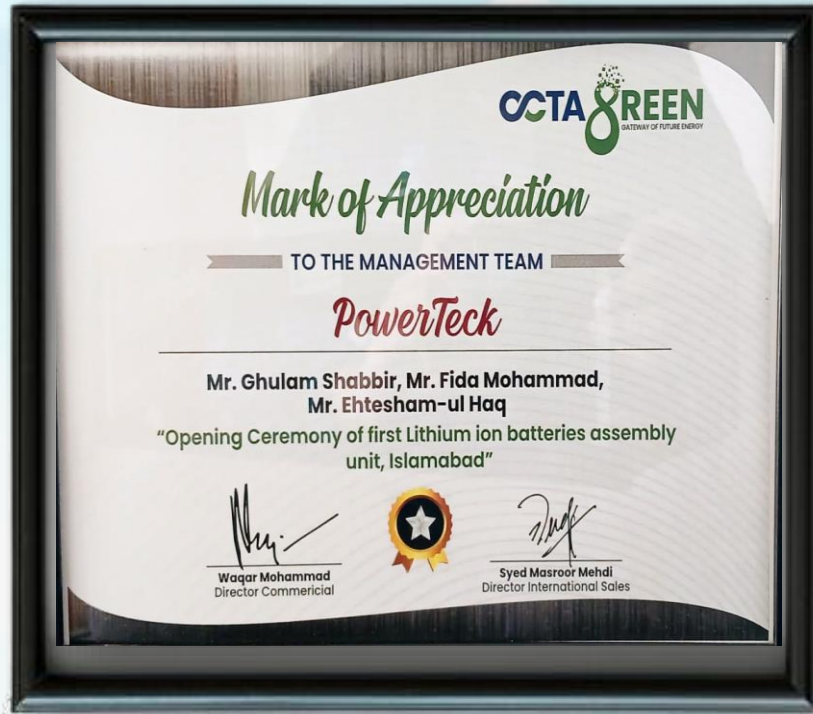 OCTA GREEN
GATEWAY OF FUTURE ENERGY
Mark of Appreciation
TO THE MANAGEMENT TEAM
PowerTeck
Mr. Ghulam Shabbir, Mr. Fida Mohammad,
Mr. Ehtesham-ul Haq
“Opening Ceremony of first Lithium ion batteries assembly
unit, Islamabad”
Waqar Mohammad
Director Commericial
Syed Masroor Mehdi
Director International Sales